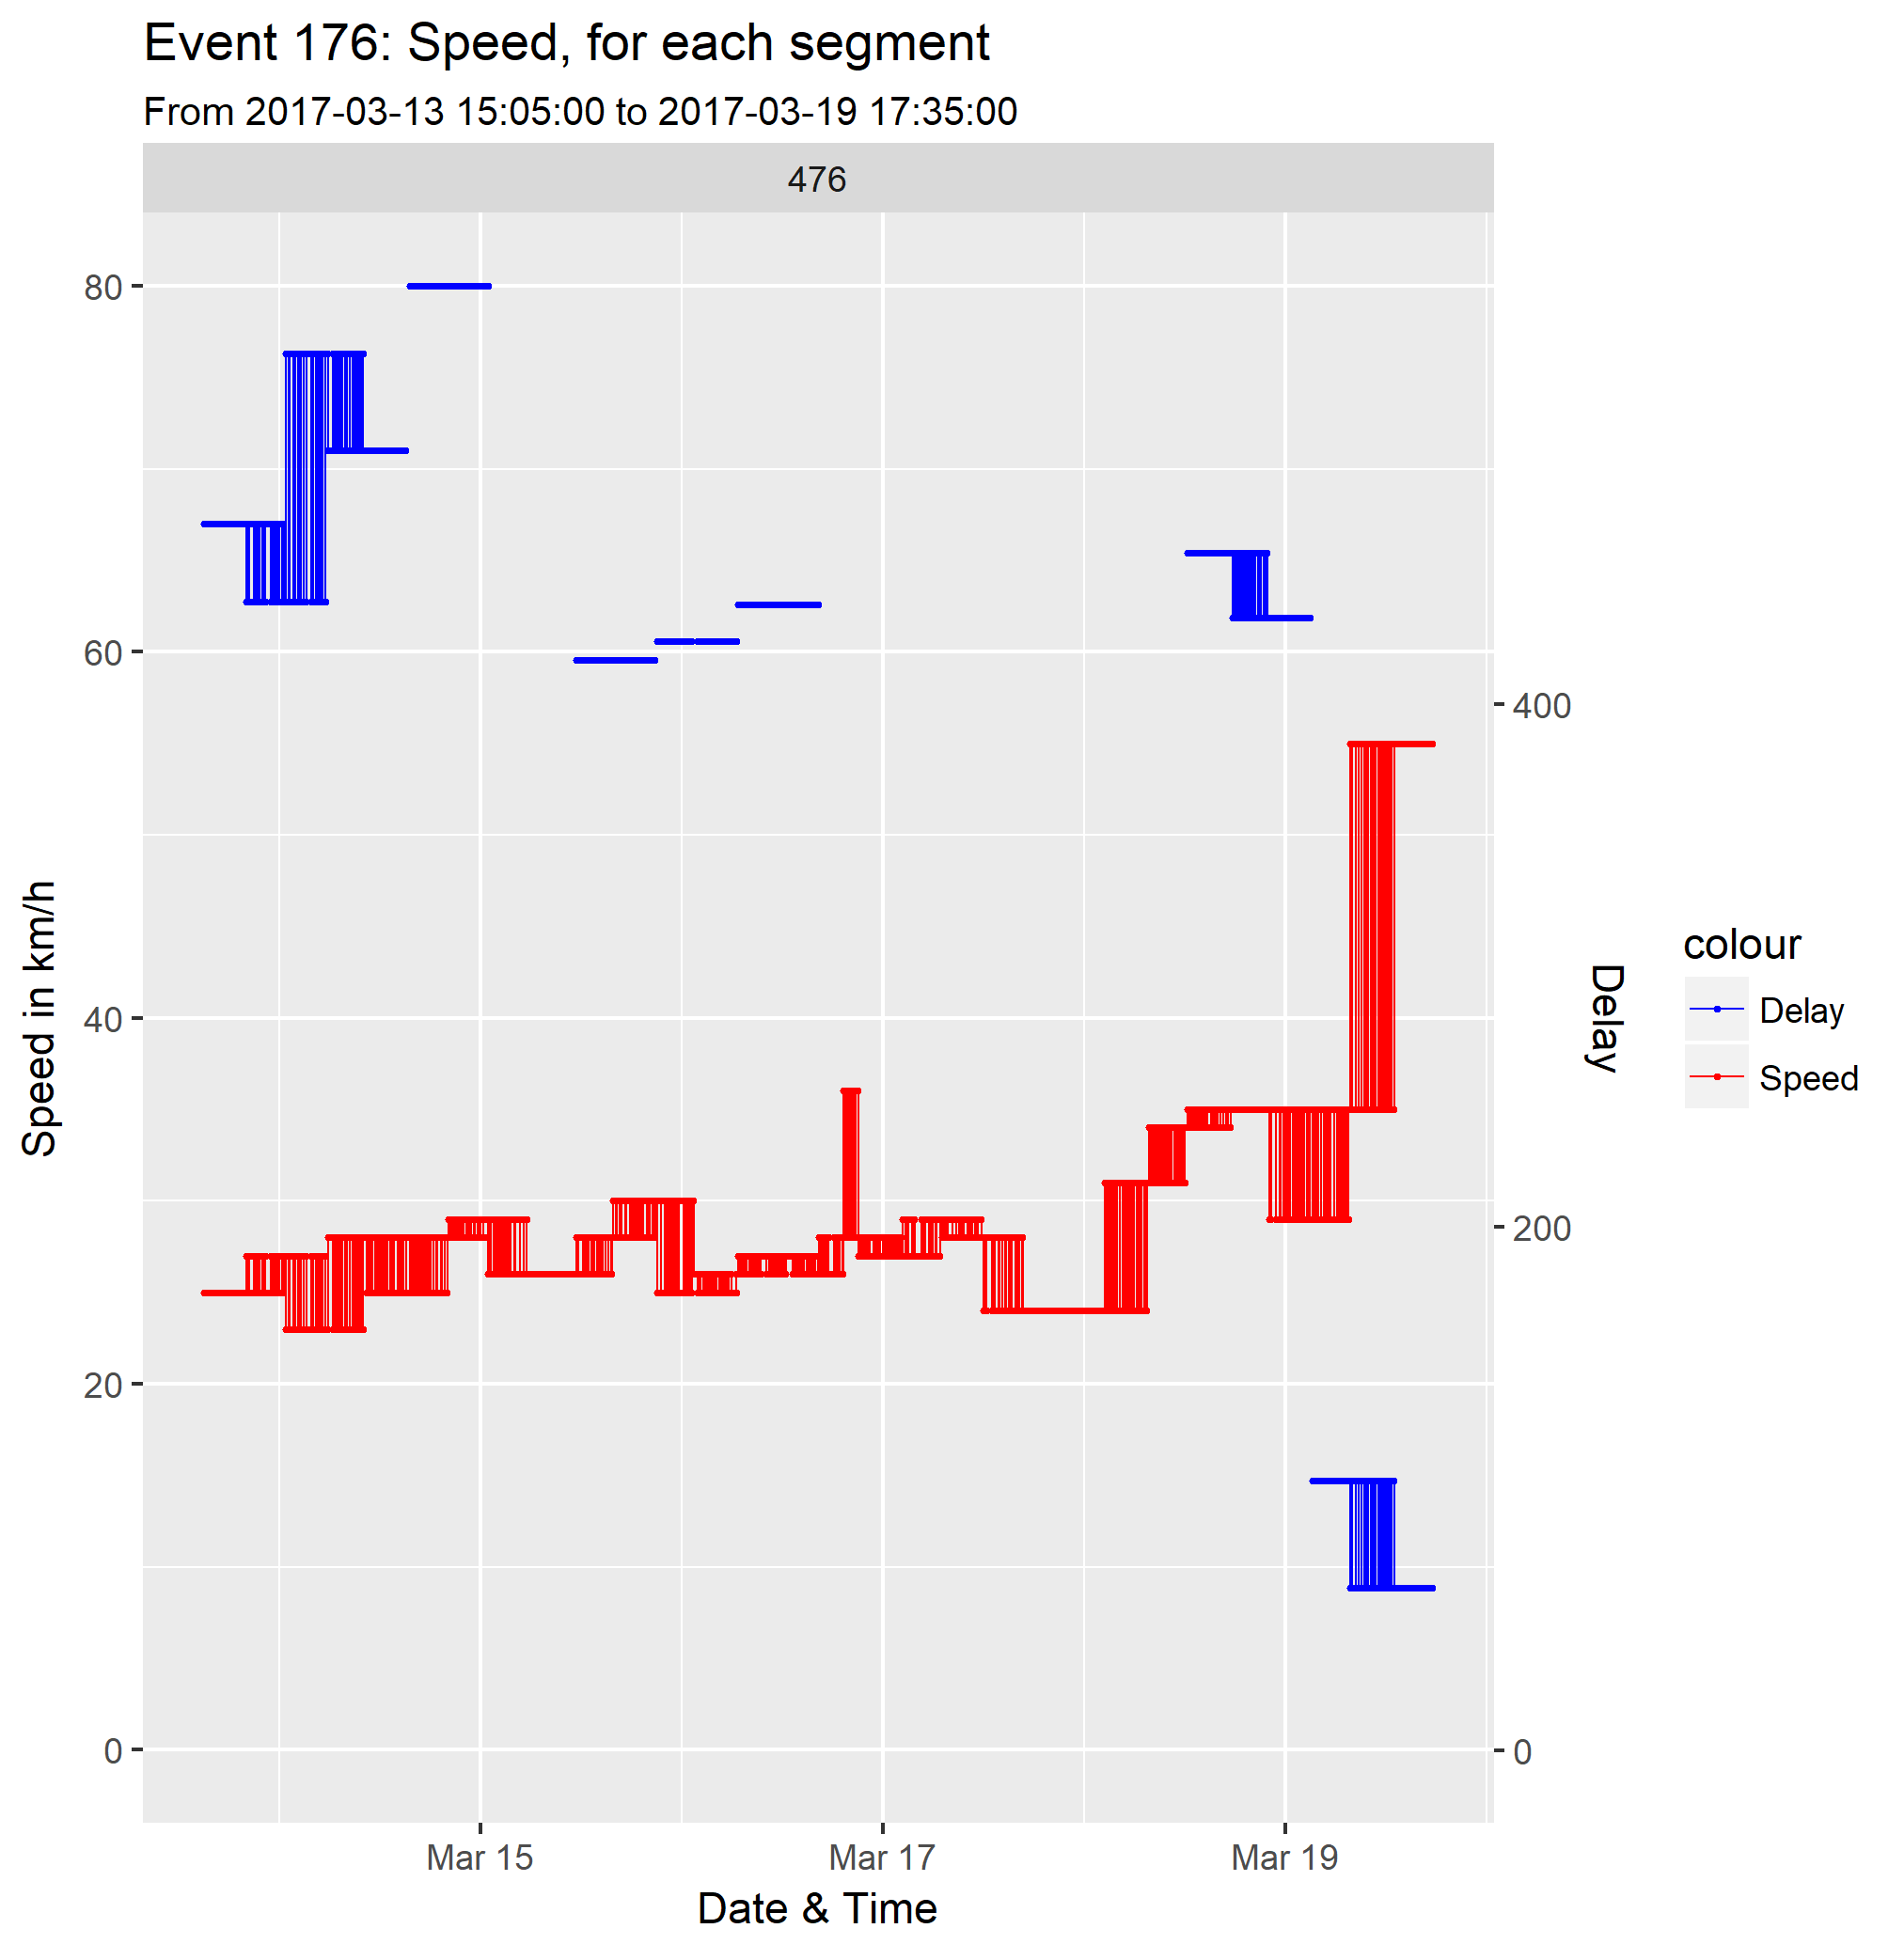 Event 176: Speed, for each segment
From 2017-03-13 15:05:00 to 2017-03-19 17:35:00
476
80
60
40
20
0
Speed in km/h
400
200
0
Delay
colour
Delay
Speed
Mar 15
Mar 17
Mar 19
Date & Time